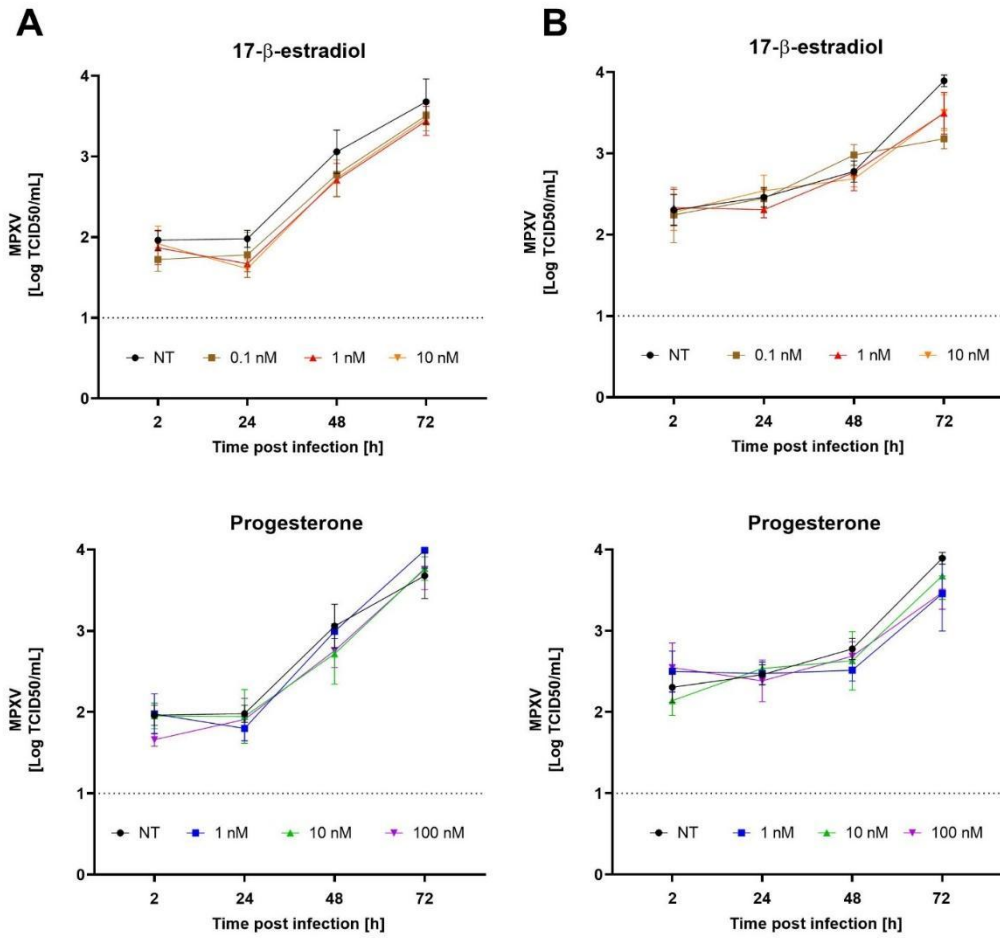 A
17-β-estradiol
MPXV
[Log TCID50/mL]
4
3
2
1
0
NT 0.1 nM 1 nM 10 nM
2 24 48 72
Time post infection [h]
B
17-β-estradiol
MPXV
[Log TCID50/mL]
4
3
2
1
0
NT 0.1 nM 1 nM 10 nM
2 24 48 72
Time post infection [h]
Progesterone
MPXV
[Log TCID50/mL]
4
3
2
1
0
NT 1 nM 10 nM 100 nM
2 24 48 72
Time post infection [h]
Progesterone
MPXV
[Log TCID50/mL]
4
3
2
1
0
NT 1 nM 10 nM 100 nM
2 24 48 72
Time post infection [h]